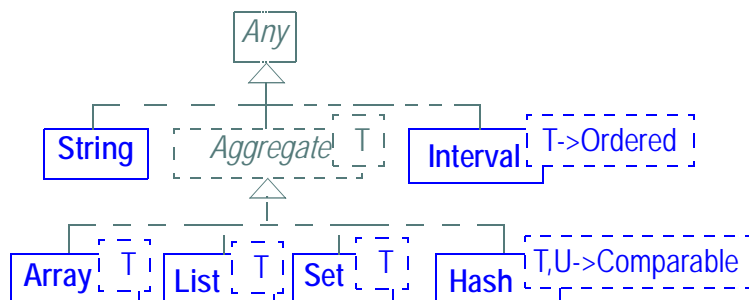 Any
String Aggregate T Interval T->Ordered
Array T List T Set T Hash T,U->Comparable